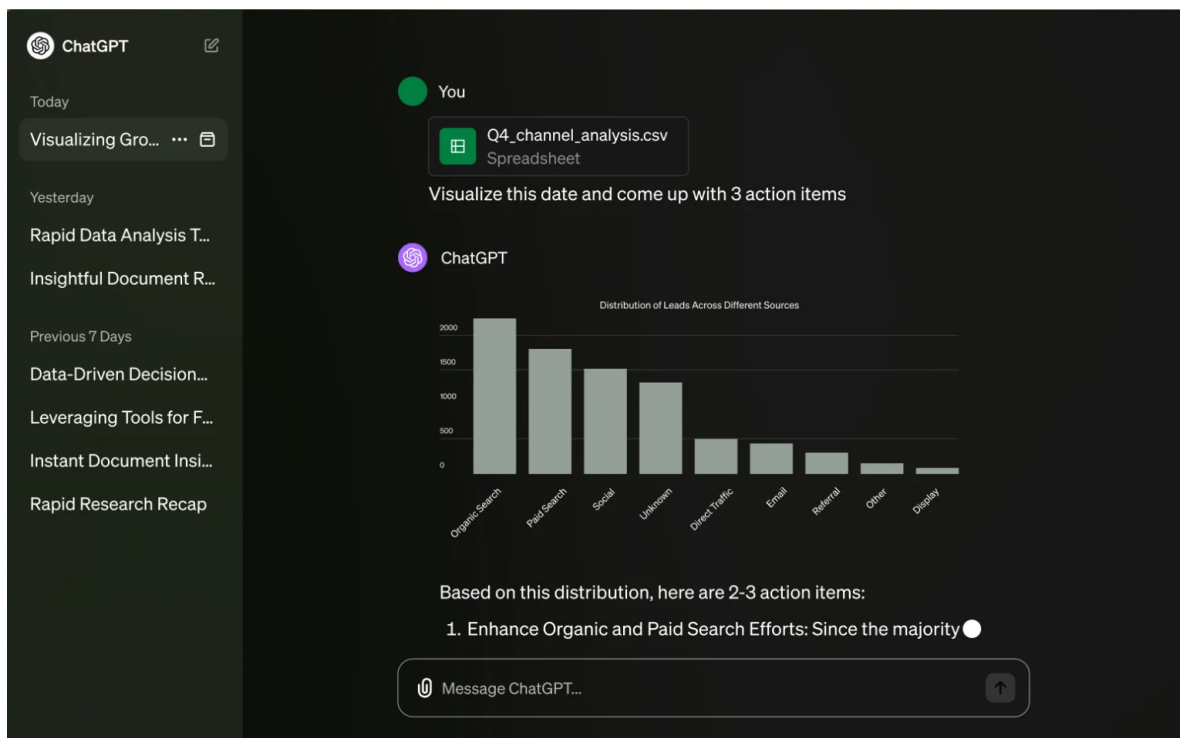 ChatGPT
Today
Visualizing Gro...
Yesterday
Rapid Data Analysis T...
Insightful Document R...
Previous 7 Days
Data-Driven Decision...
Leveraging Tools for F...
Instant Document Insi...
Rapid Research Recap
You
Q4_channel_analysis.csv
Spreadsheet
Visualize this date and come up with 3 action items
ChatGPT
Distribution of Leads Across Different Sources
2000
1500
1000
500
0
Organic Search
Paid Search
Social
Unknown
Direct Traffic
Email
Referral
Other
Display
Based on this distribution, here are 2-3 action items:
1. Enhance Organic and Paid Search Efforts: Since the majority
Message ChatGPT...